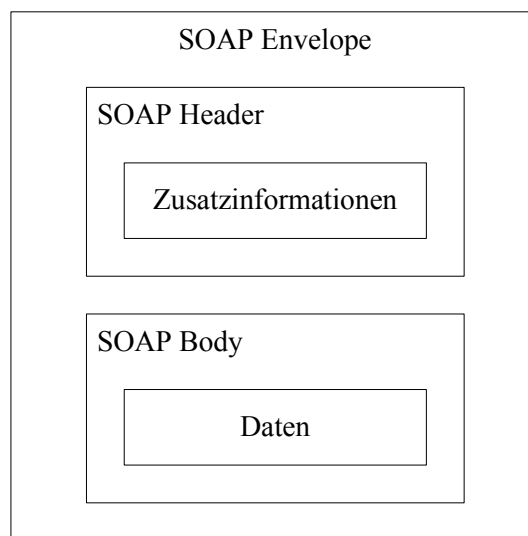 SOAP Envelope
SOAP Header
Zusatzinformationen
SOAP Body
Daten